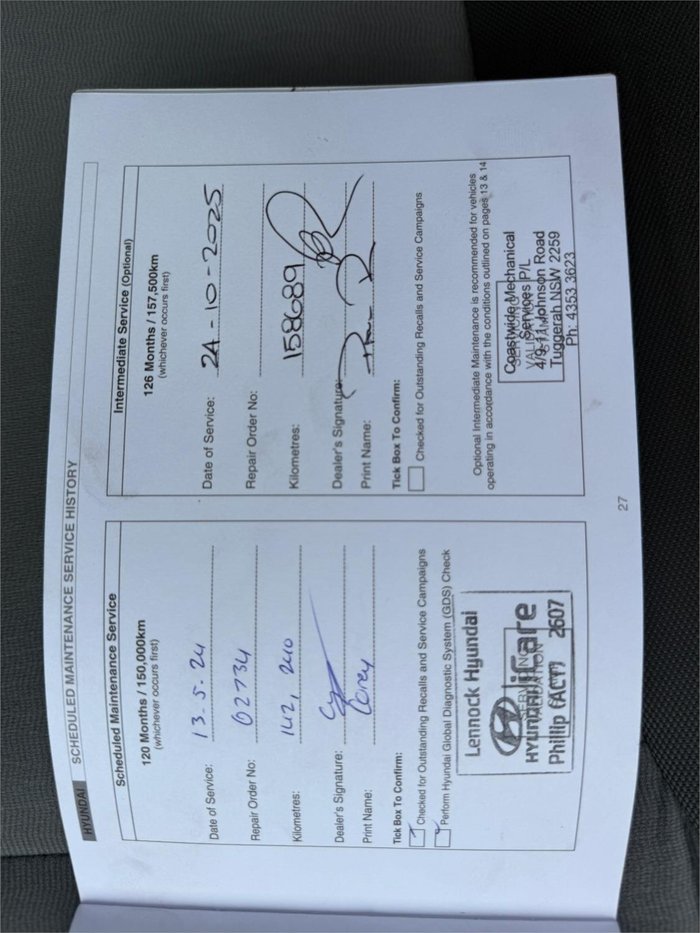 HYUNDAI
SCHEDULED MAINTENANCE SERVICE HISTORY
Scheduled Maintenance Service
120 Months / 150,000km
(whichever occurs first)
Date of Service: 13.5.24
Repair Order No: 62734
Kilometres: 142,240
Dealer's Signature:
Print Name: Corey
Tick Box To Confirm:
Checked for Outstanding Recalls and Service Campaigns
Perform Hyundai Global Diagnostic System (GDS) Check
Lennock Hyundai
HYUNDAI iCare
Phillip (ACT) 2607
Intermediate Service (Optional)
126 Months / 157,500km
(whichever occurs first)
Date of Service: 24-10-2025
Repair Order No:
Kilometres: 158689
Dealer's Signature:
Print Name:
Tick Box To Confirm:
Checked for Outstanding Recalls and Service Campaigns
Optional Intermediate Maintenance is recommended for vehicles
operating in accordance with the conditions outlined on pages 13 & 14
Coastwide Mechanical
Services P/L
4/9-11 Johnson Road
Tuggerah NSW 2259
Ph: 4353 3623
27